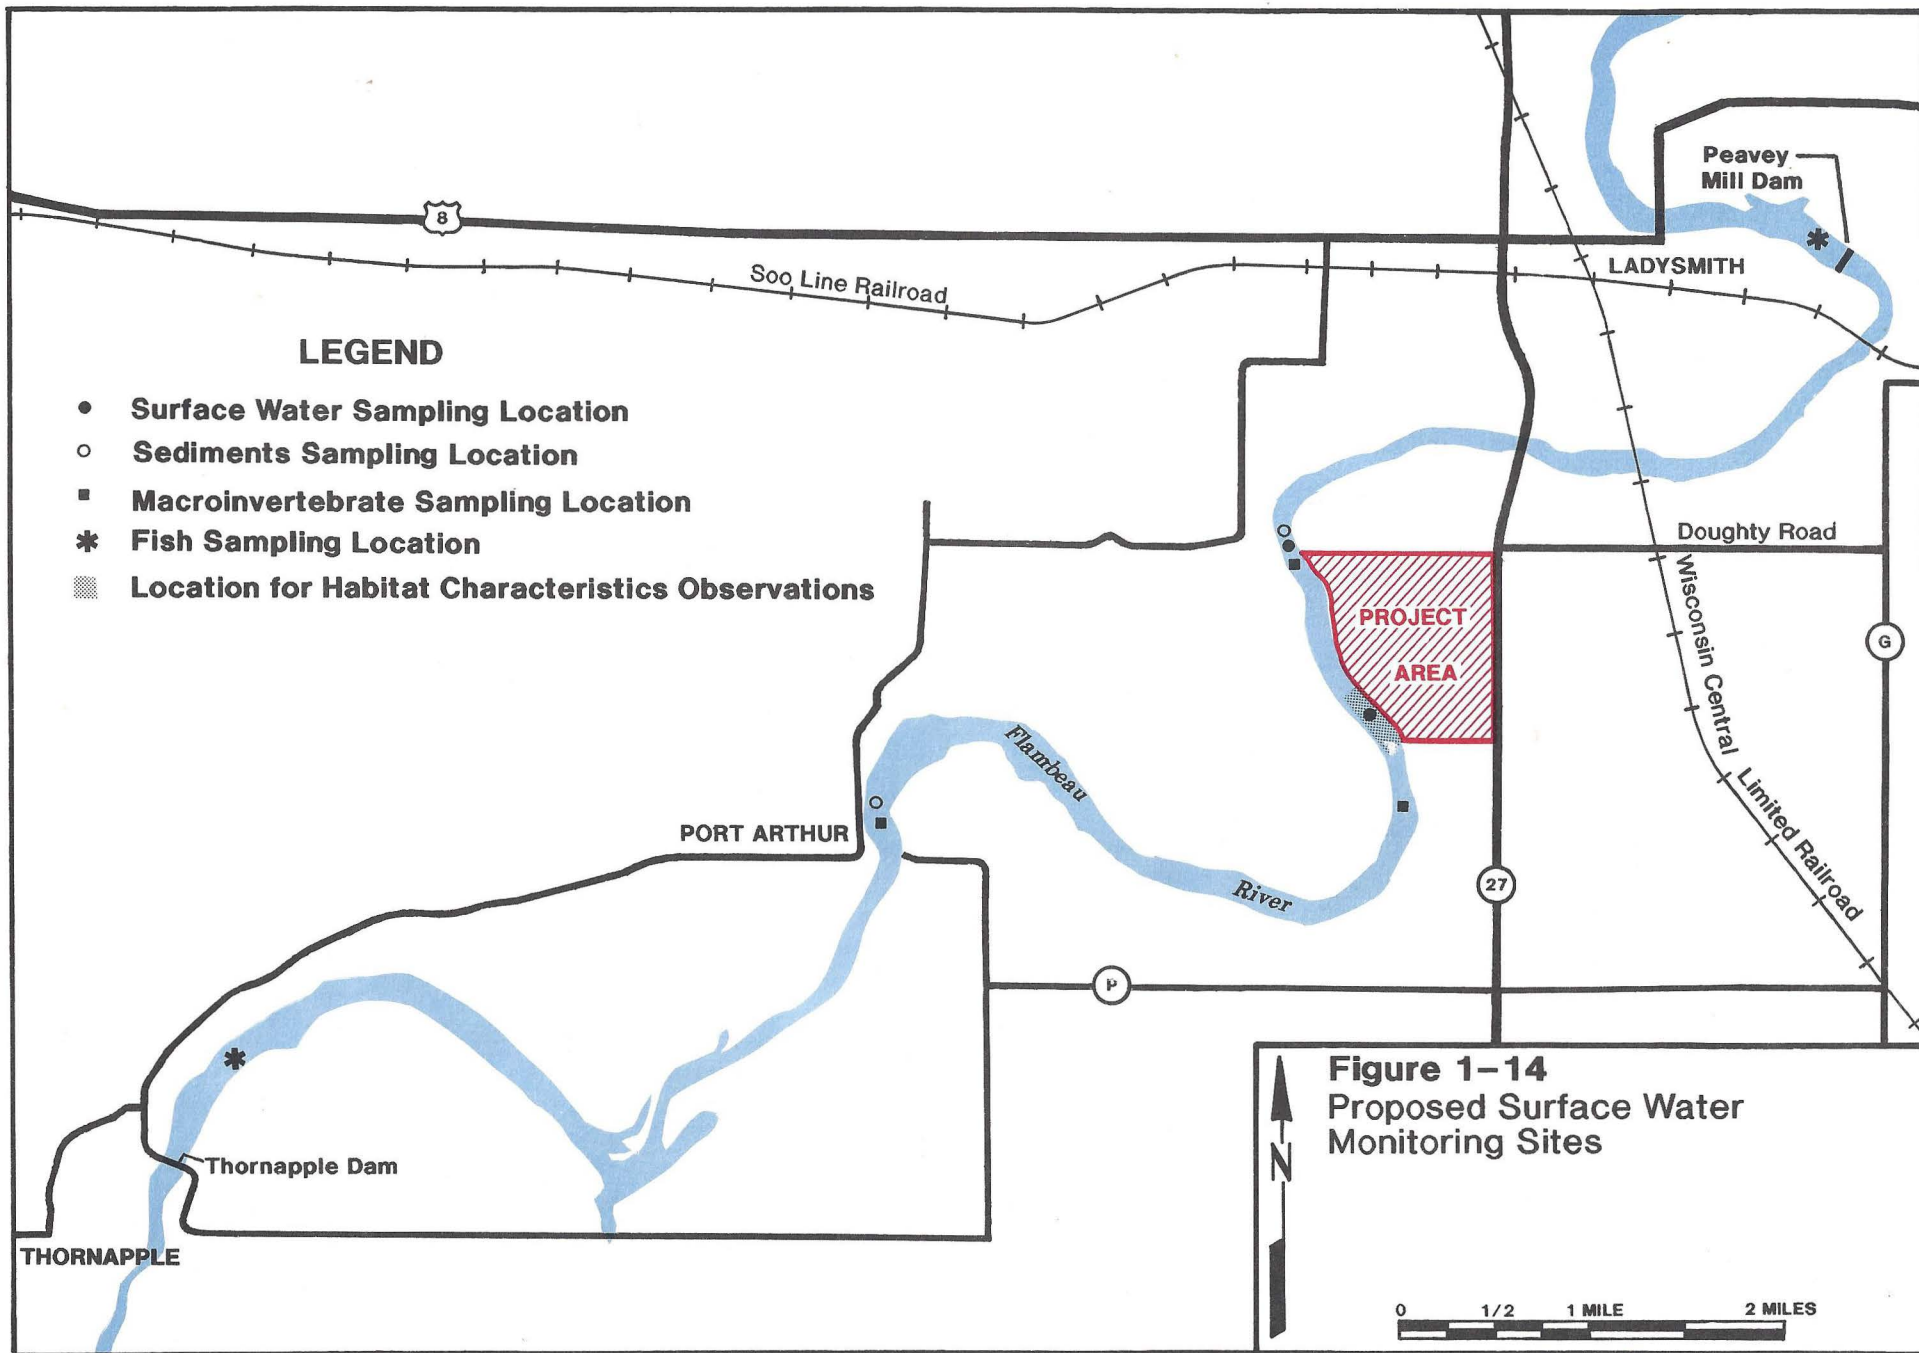 Peavey
Mill Dam
8
LADYSMITH
Soo Line Railroad
LEGEND
Surface Water Sampling Location
Sediments Sampling Location
Macroinvertebrate Sampling Location
Fish Sampling Location
Location for Habitat Characteristics Observations
Doughty Road
PROJECT
AREA
Wisconsin Central Limited Railroad
G
Flambeau
River
PORT ARTHUR
27
P
Thornapple Dam
THORNAPPLE
Figure 1-14
Proposed Surface Water
Monitoring Sites
N
0 1/2 1 MILE 2 MILES